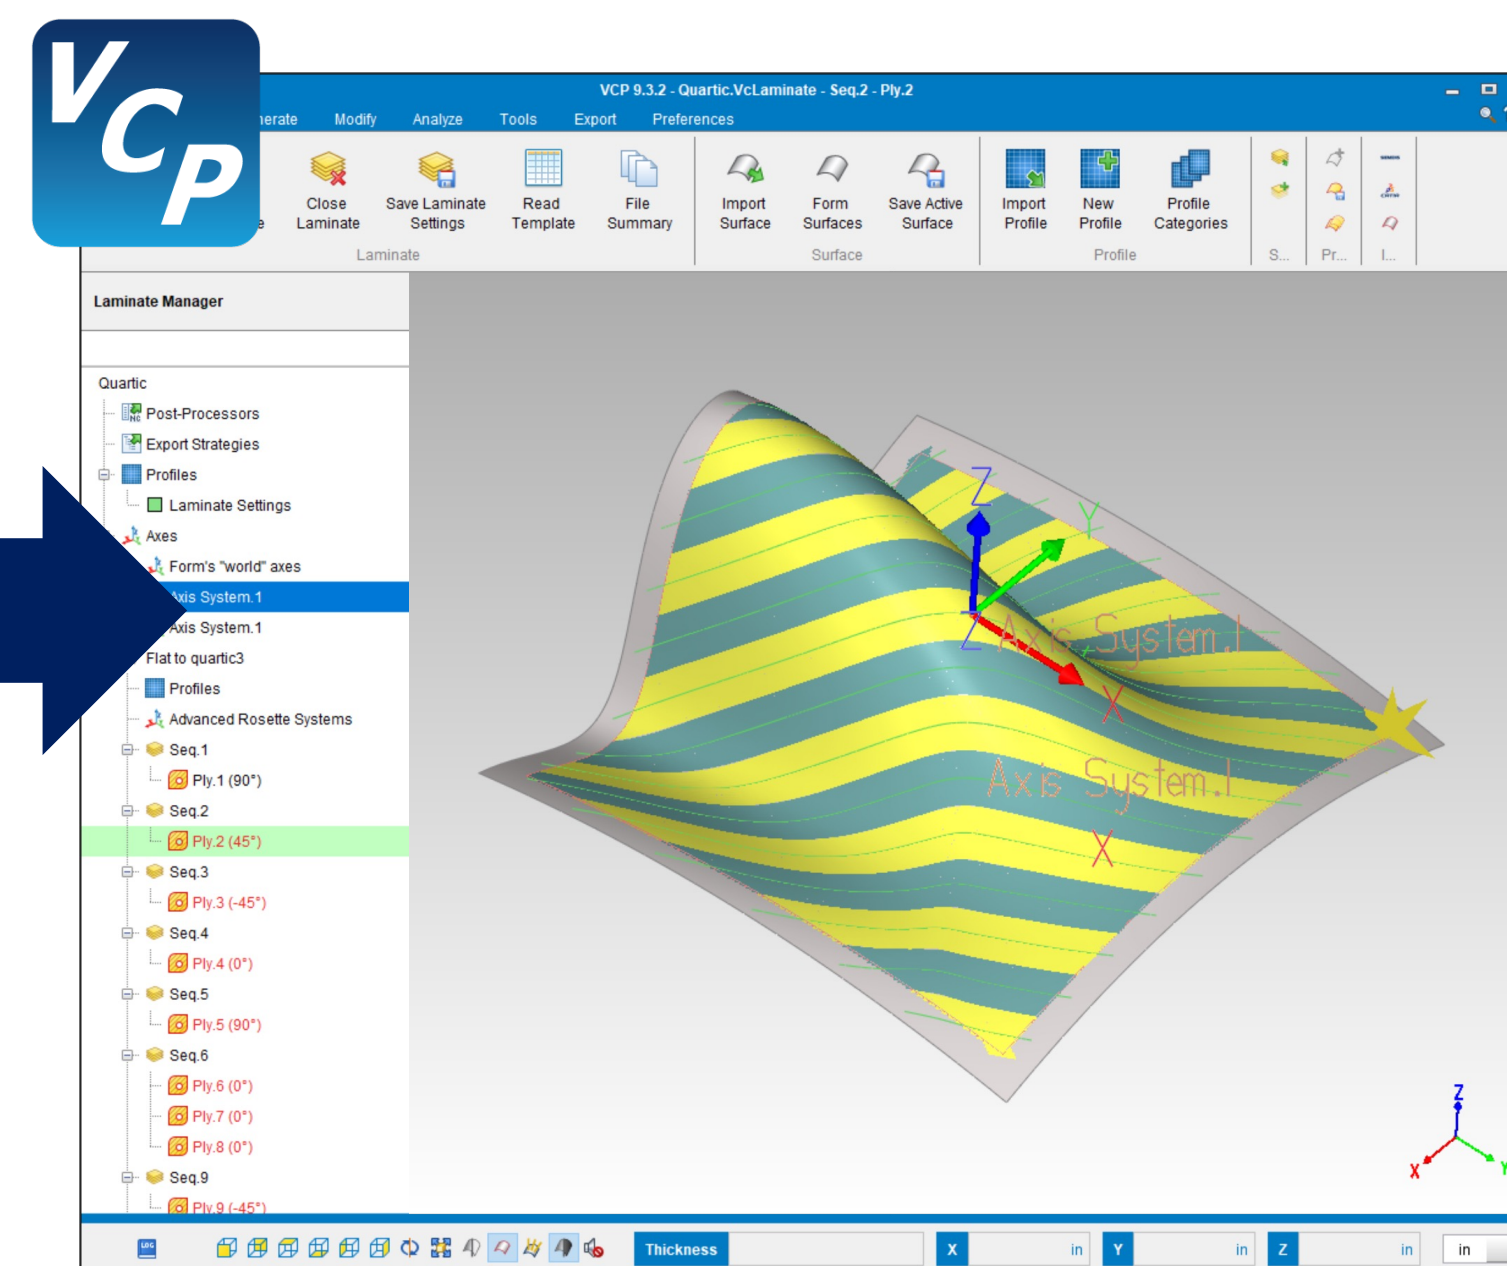 VCP
VCP 9.3.2 - Quartic.VcLaminate - Seq.2 - Ply.2
nerate Modify Analyze Tools Export Preferences
Close Laminate
Save Laminate Settings
Read Template
File Summary
Import Surface
Form Surfaces
Save Active Surface
Import Profile
New Profile
Profile Categories
Laminate
Surface
Profile
S...
Pr...
I...
Laminate Manager
Quartic
Post-Processors
Export Strategies
Profiles
Laminate Settings
Axes
Form's "world" axes
Axis System.1
Axis System.1
Flat to quartic3
Profiles
Advanced Rosette Systems
Seq.1
Ply.1 (90°)
Seq.2
Ply.2 (45°)
Seq.3
Ply.3 (-45°)
Seq.4
Ply.4 (0°)
Seq.5
Ply.5 (90°)
Seq.6
Ply.6 (0°)
Ply.7 (0°)
Ply.8 (0°)
Seq.9
Ply.9 (-45°)
Z
Y
Z Axis System.1
X
Axis System.1
X
Z
X Y
LOG
Thickness
X in
Y in
Z in
in